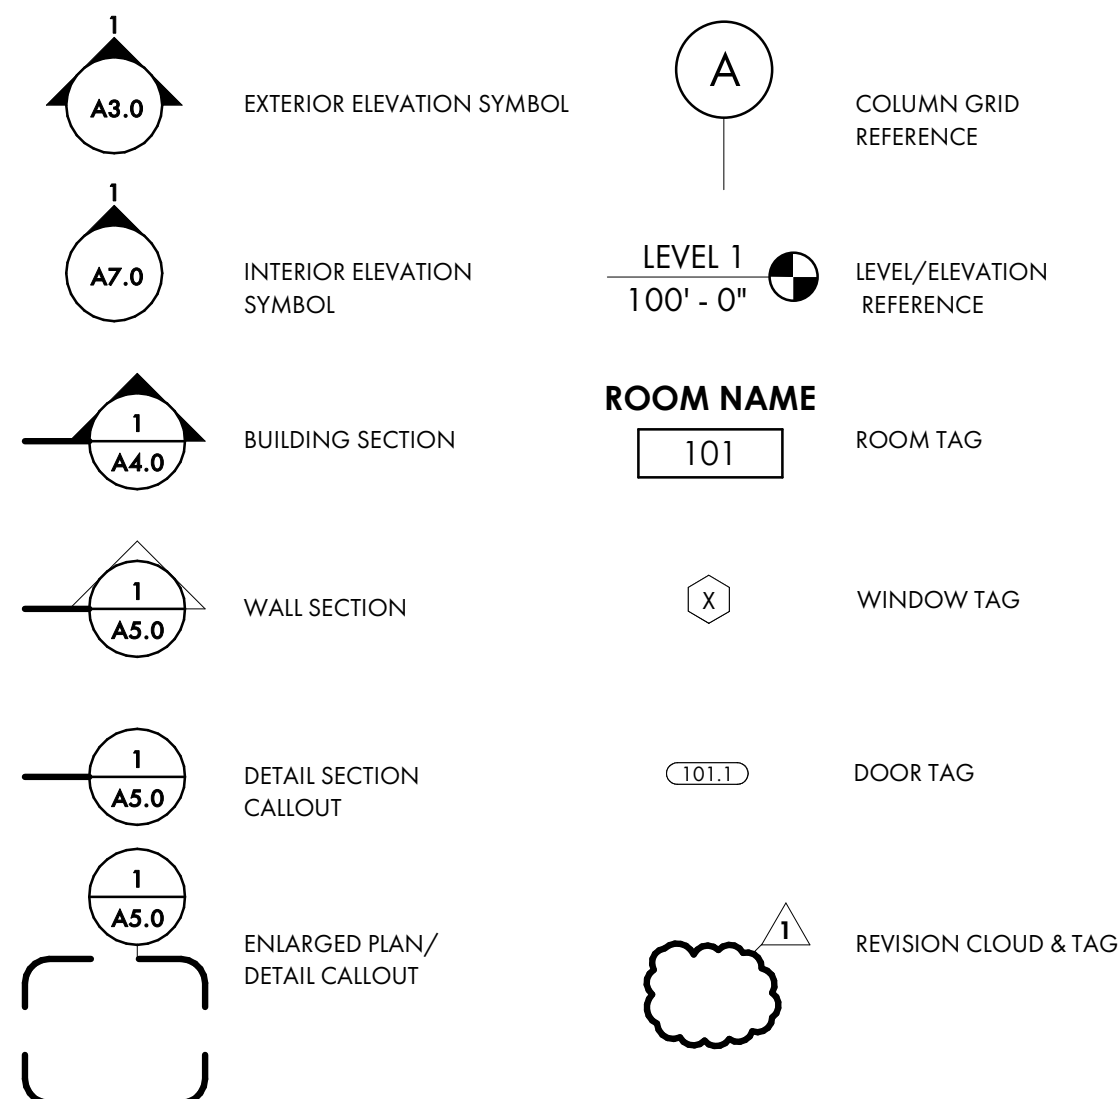 1
A3.0
EXTERIOR ELEVATION SYMBOL
1
A7.0
INTERIOR ELEVATION
SYMBOL
1
A4.0
BUILDING SECTION
1
A5.0
WALL SECTION
1
A5.0
DETAIL SECTION
CALLOUT
1
A5.0
ENLARGED PLAN/
DETAIL CALLOUT
A
COLUMN GRID
REFERENCE
LEVEL 1
100' - 0"
LEVEL/ELEVATION
REFERENCE
ROOM NAME
101
ROOM TAG
X
WINDOW TAG
101.1
DOOR TAG
1
REVISION CLOUD & TAG